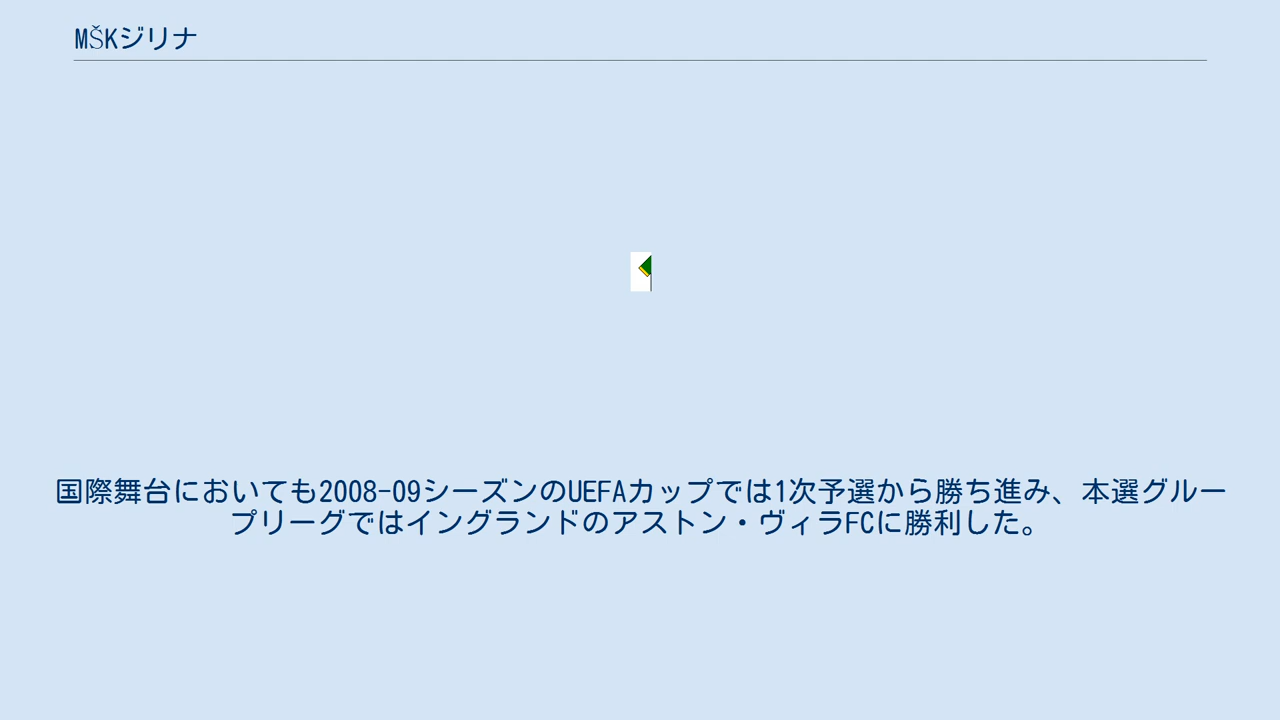 MŠKジリナ
国際舞台においても2008-09シーズンのUEFAカップでは1次予選から勝ち進み、本選グルー
プリーグではイングランドのアストン・ヴィラFCに勝利した。